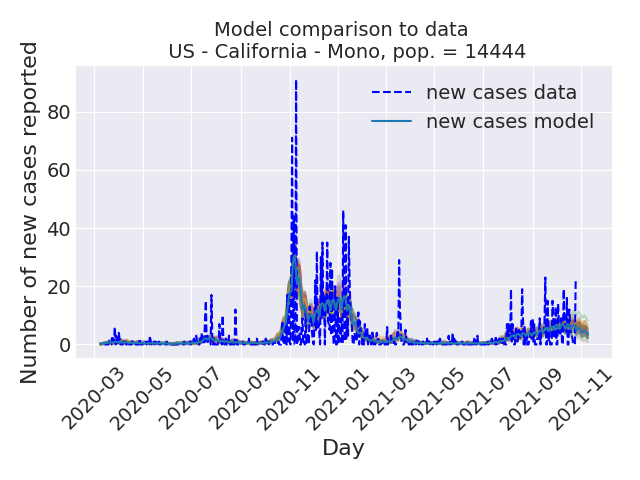 Model comparison to data
US - California - Mono, pop. = 14444
Number of new cases reported
80
60
40
20
0
new cases data
new cases model
2020-03
2020-05
2020-07
2020-09
2020-11
2021-01
2021-03
2021-05
2021-07
2021-09
2021-11
Day